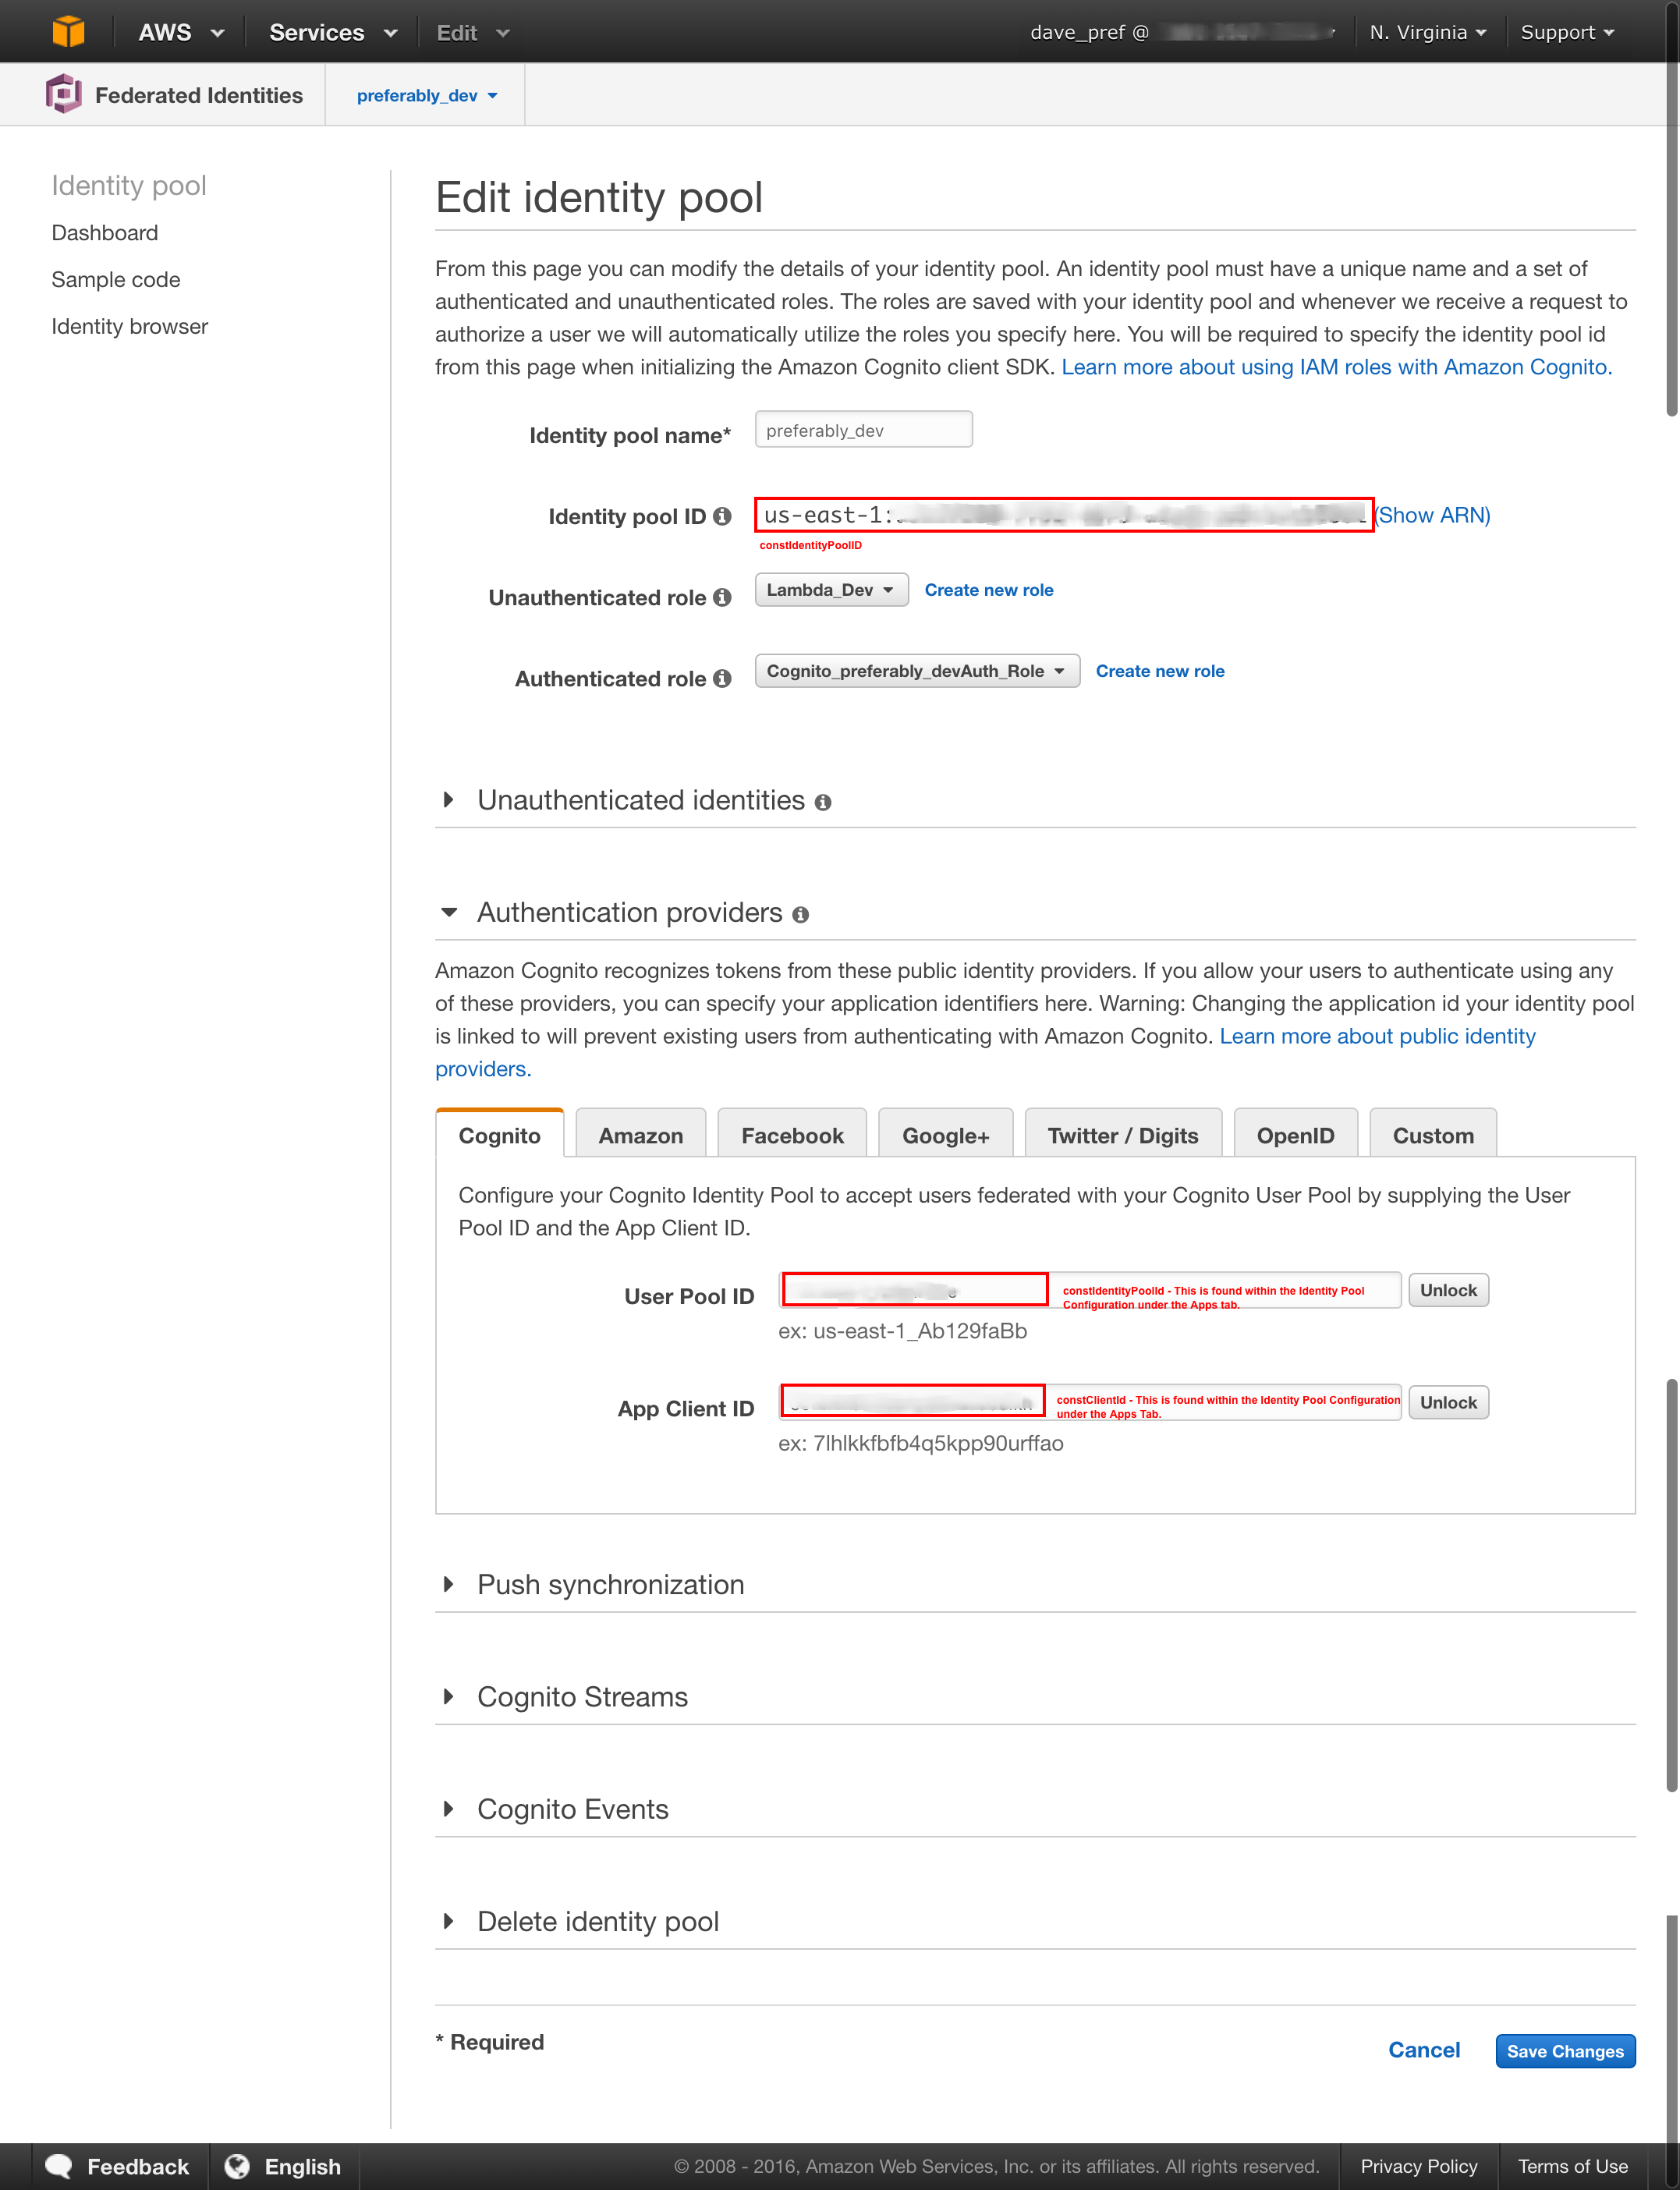 AWS Services Edit dave_pref @ N. Virginia Support
Federated Identities preferably_dev
Identity pool
Dashboard
Sample code
Identity browser
Edit identity pool
From this page you can modify the details of your identity pool. An identity pool must have a unique name and a set of
authenticated and unauthenticated roles. The roles are saved with your identity pool and whenever we receive a request to
authorize a user we will automatically utilize the roles you specify here. You will be required to specify the identity pool id
from this page when initializing the Amazon Cognito client SDK. Learn more about using IAM roles with Amazon Cognito.
Identity pool name* preferably_dev
Identity pool ID us-east-1: (Show ARN)
constIdentityPoolID
Unauthenticated role Lambda_Dev Create new role
Authenticated role Cognito_preferably_devAuth_Role Create new role
Unauthenticated identities
Authentication providers
Amazon Cognito recognizes tokens from these public identity providers. If you allow your users to authenticate using any
of these providers, you can specify your application identifiers here. Warning: Changing the application id your identity pool
is linked to will prevent existing users from authenticating with Amazon Cognito. Learn more about public identity
providers.
Cognito Amazon Facebook Google+ Twitter / Digits OpenID Custom
Configure your Cognito Identity Pool to accept users federated with your Cognito User Pool by supplying the User
Pool ID and the App Client ID.
User Pool ID constIdentityPoolId - This is found within the Identity Pool Unlock
Configuration under the Apps tab.
ex: us-east-1_Ab129faBb
App Client ID constClientId - This is found within the Identity Pool Configuration Unlock
under the Apps Tab.
ex: 7lhlkkfbfb4q5kpp90urffao
Push synchronization
Cognito Streams
Cognito Events
Delete identity pool
* Required Cancel Save Changes
Feedback English © 2008 - 2016, Amazon Web Services, Inc. or its affiliates. All rights reserved. Privacy Policy Terms of Use